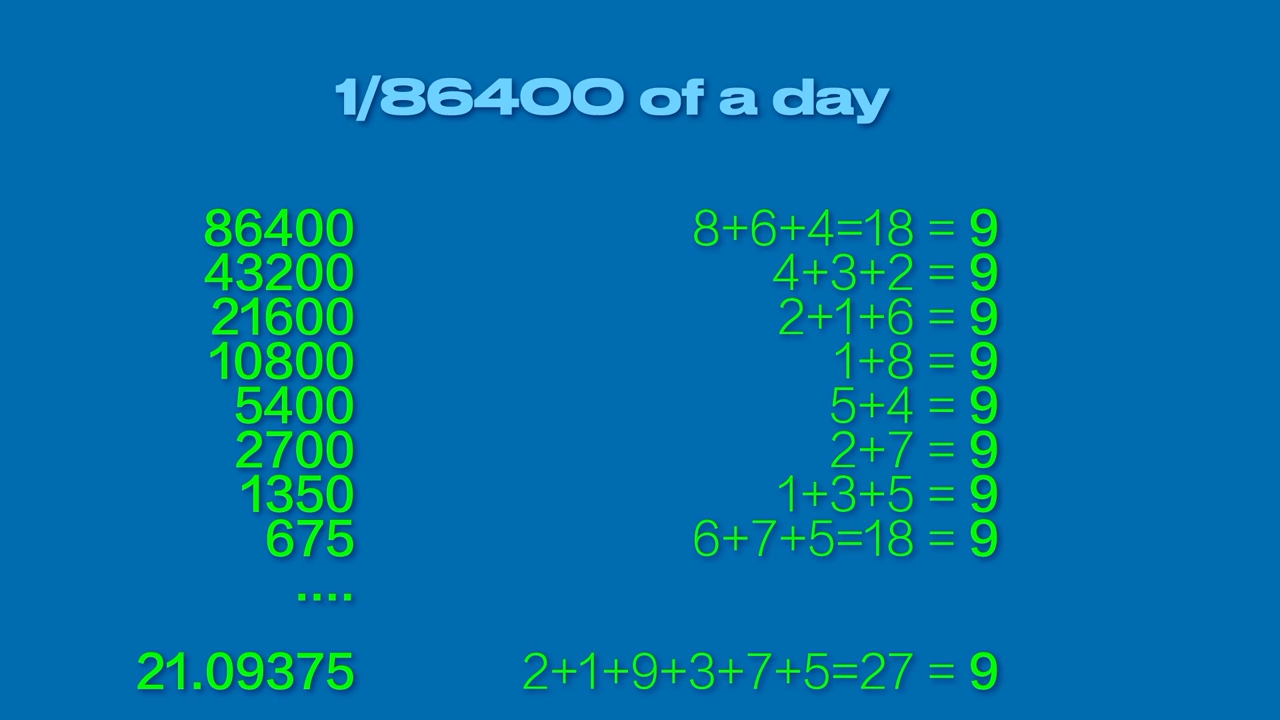 1/86400 of a day
86400 8+6+4=18 = 9
43200 4+3+2 = 9
21600 2+1+6 = 9
10800 1+8 = 9
5400 5+4 = 9
2700 2+7 = 9
1350 1+3+5 = 9
675 6+7+5=18 = 9
....
21.09375 2+1+9+3+7+5=27 = 9